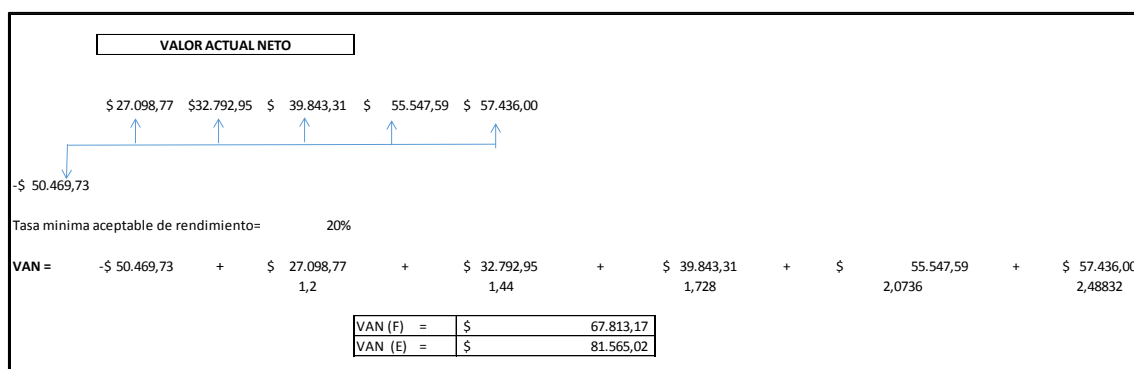 VALOR ACTUAL NETO
$ 27.098,77 $32.792,95 $ 39.843,31 $ 55.547,59 $ 57.436,00
-$ 50.469,73
Tasa minima aceptable de rendimiento= 20%
VAN = -$ 50.469,73 + $ 27.098,77 + $ 32.792,95 + $ 39.843,31 + $ 55.547,59 + $ 57.436,00
1,2 1,44 1,728 2,0736 2,48832
VAN (F) = $ 67.813,17
VAN (E) = $ 81.565,02